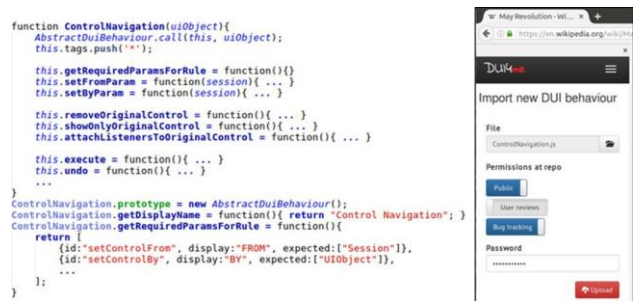 function ControlNavigation(uiObject){
AbstractDuiBehaviour.call(this, uiObject);
this.tags.push('*');
this.getRequiredParamsForRule = function(){}
this.setFromParam = function(session){ ... }
this.setByParam = function(session){ ... }
this.removeOriginalControl = function(){ ... }
this.showOnlyOriginalControl = function(){ ... }
this.attachListenersToOriginalControl = function(){ ... }
this.execute = function(){ ... }
this.undo = function(){ ... }
...
}
ControlNavigation.prototype = new AbstractDuiBehaviour();
ControlNavigation.getDisplayName = function(){ return "Control Navigation"; }
ControlNavigation.getRequiredParamsForRule = function(){
return [
{id:"setControlFrom", display:"FROM", expected:["Session"]},
{id:"setControlBy", display:"BY", expected:["UIObject"]},
...
];
}
W May Revolution - Wi... × +
https://en.wikipedia.org/wiki/Ma
×
DUI4me
Import new DUI behaviour
File
ControlNavigation.js
Permissions at repo
Public
User reviews
Bug tracking
Password
Upload